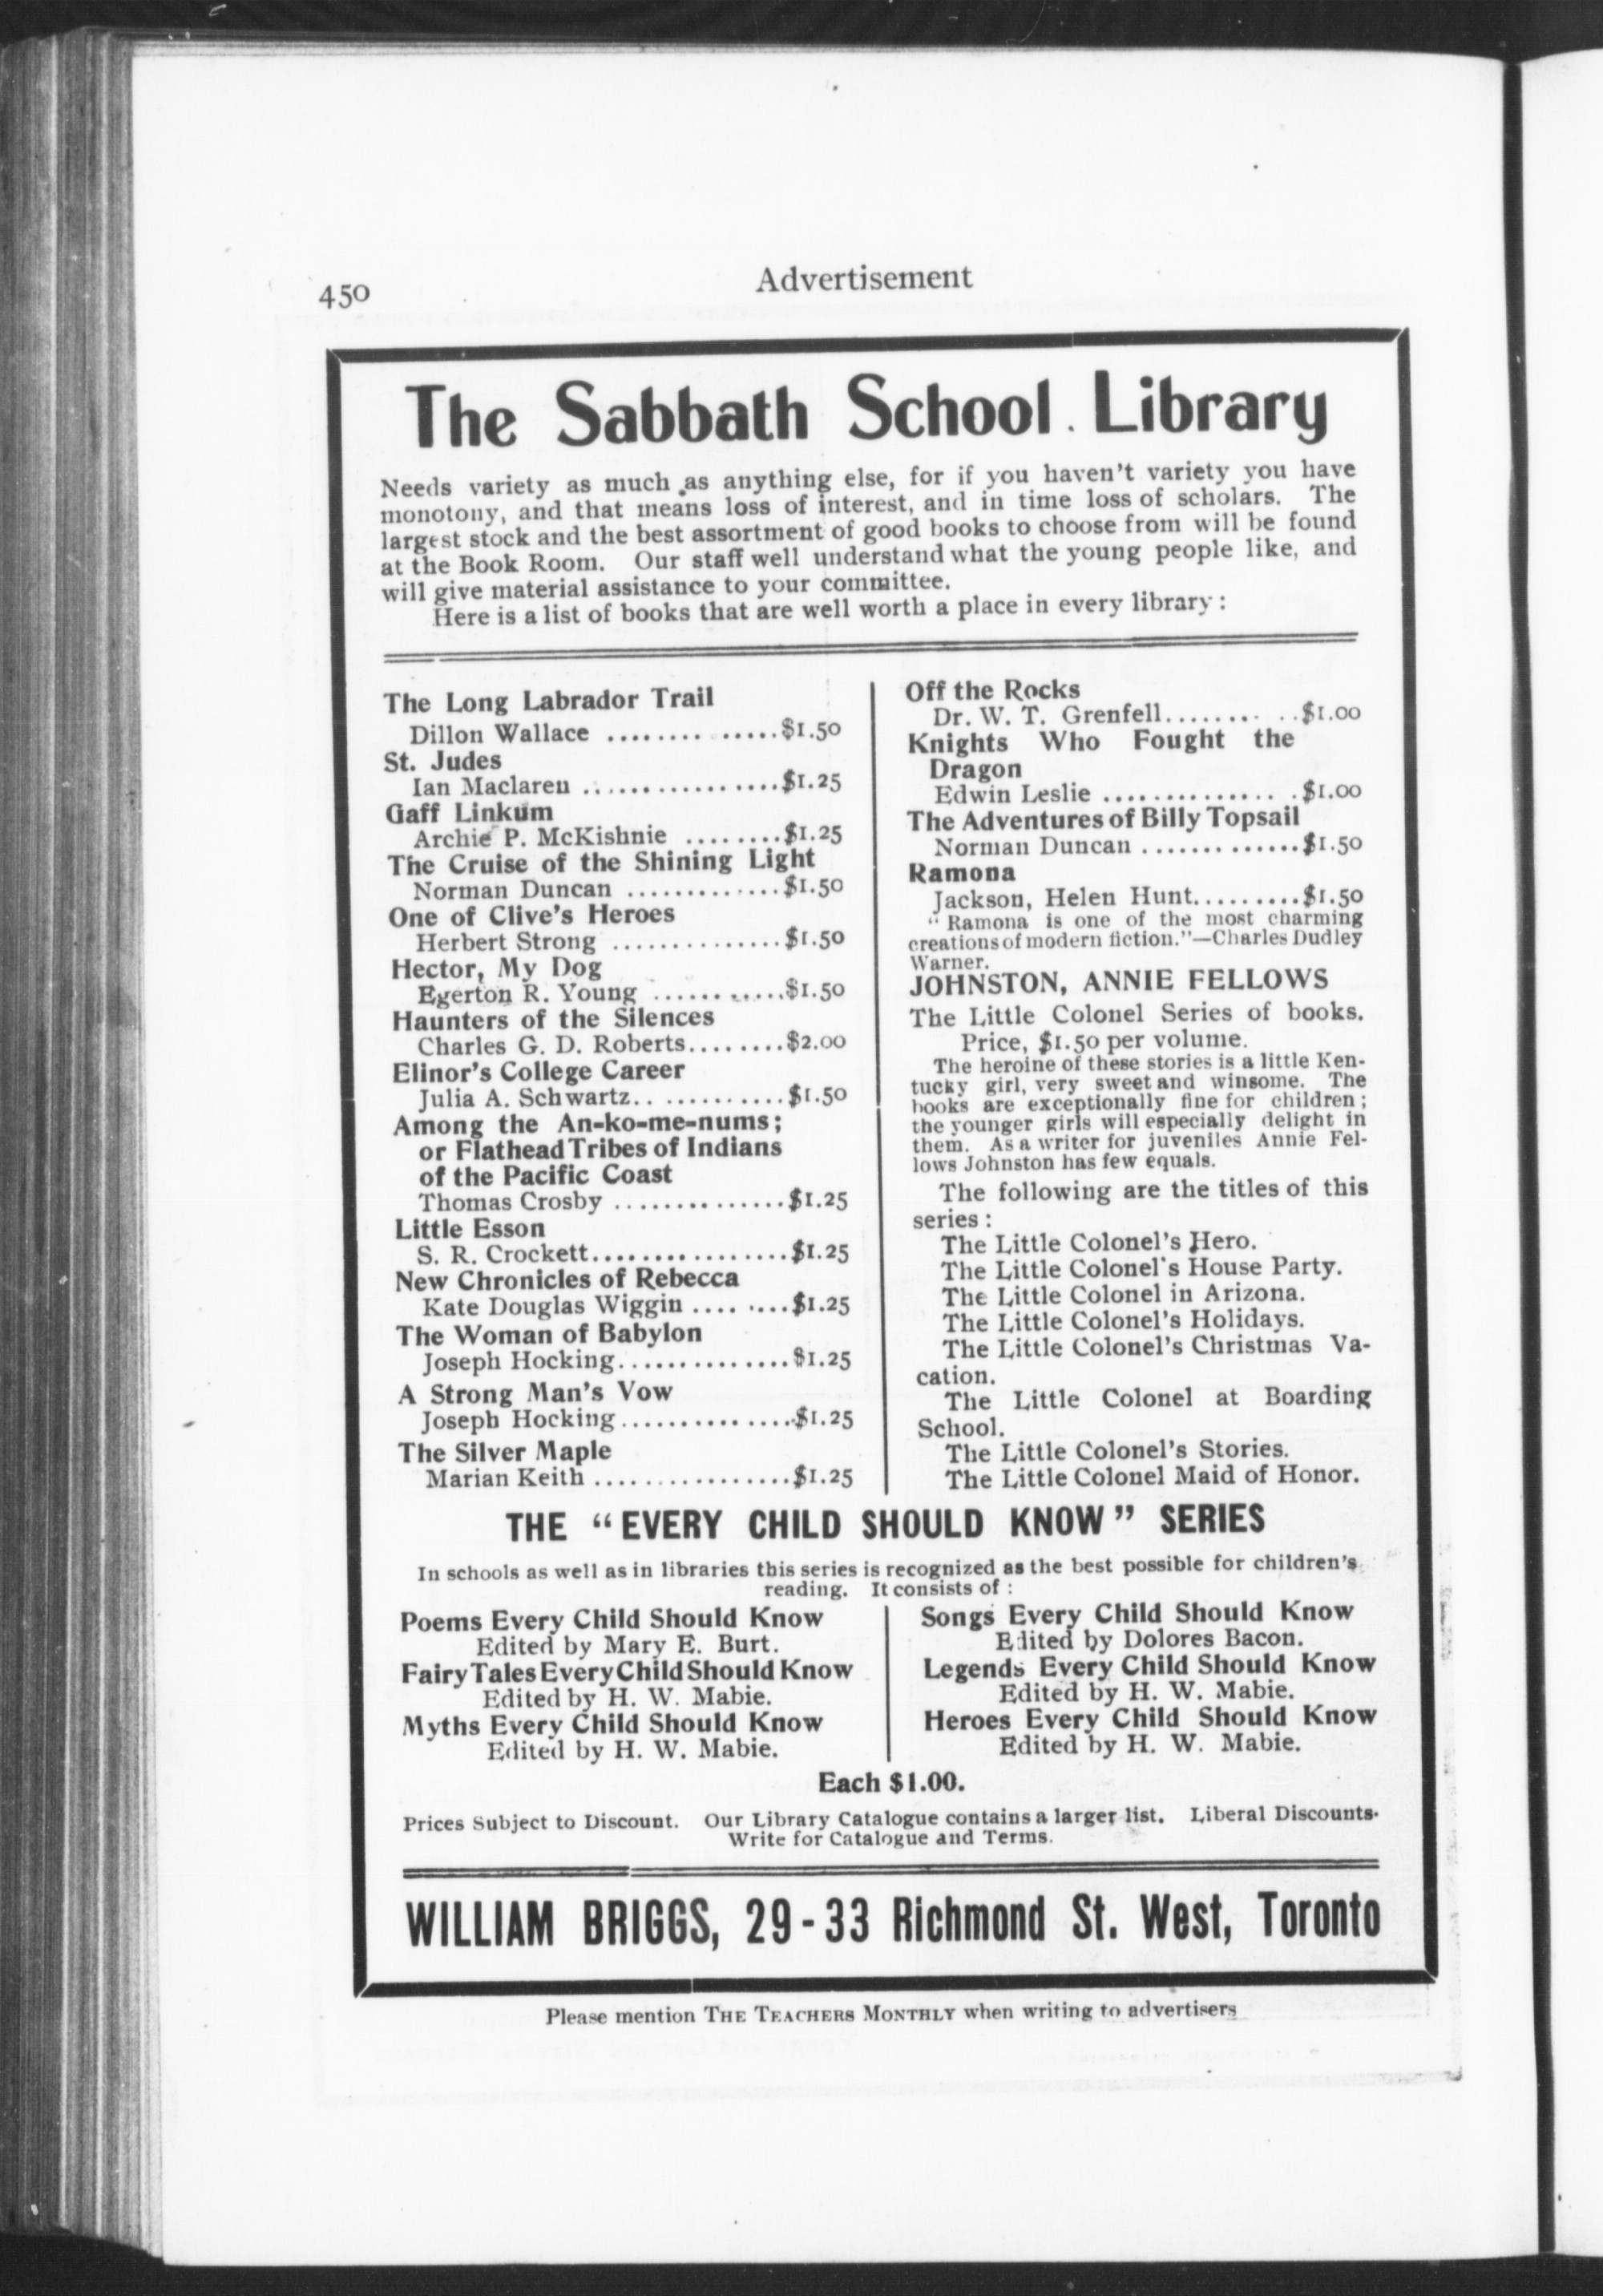 450
Advertisement
The Sabbath School Library
Needs variety as much as anything else, for if you haven't variety you have
monotony, and that means loss of interest, and in time loss of scholars. The
largest stock and the best assortment of good books to choose from will be found
at the Book Room. Our staff well understand what the young people like, and
will give material assistance to your committee.
Here is a list of books that are well worth a place in every library:
The Long Labrador Trail
Dillon Wallace ............. $1.50
St. Judes
Ian Maclaren ................ $1.25
Gaff Linkum
Archie P. McKishnie ........ $1.25
The Cruise of the Shining Light
Norman Duncan ............. $1.50
One of Clive's Heroes
Herbert Strong .............. $1.50
Hector, My Dog
Egerton R. Young ........... $1.50
Haunters of the Silences
Charles G. D. Roberts........ $2.00
Elinor's College Career
Julia A. Schwartz............ $1.50
Among the An-ko-me-nums;
or Flathead Tribes of Indians
of the Pacific Coast
Thomas Crosby .............. $1.25
Little Esson
S. R. Crockett................ $1.25
New Chronicles of Rebecca
Kate Douglas Wiggin ........ $1.25
The Woman of Babylon
Joseph Hocking.............. $1.25
A Strong Man's Vow
Joseph Hocking.............. $1.25
The Silver Maple
Marian Keith ................ $1.25
Off the Rocks
Dr. W. T. Grenfell.......... $1.00
Knights Who Fought the
Dragon
Edwin Leslie ............... $1.00
The Adventures of Billy Topsail
Norman Duncan ............. $1.50
Ramona
Jackson, Helen Hunt......... $1.50
"Ramona is one of the most charming
creations of modern fiction."—Charles Dudley
Warner.
JOHNSTON, ANNIE FELLOWS
The Little Colonel Series of books.
Price, $1.50 per volume.
The heroine of these stories is a little Ken-
tucky girl, very sweet and winsome. The
books are exceptionally fine for children;
the younger girls will especially delight in
them. As a writer for juveniles Annie Fel-
lows Johnston has few equals.
The following are the titles of this
series:
The Little Colonel's Hero.
The Little Colonel's House Party.
The Little Colonel in Arizona.
The Little Colonel's Holidays.
The Little Colonel's Christmas Va-
cation.
The Little Colonel at Boarding
School.
The Little Colonel's Stories.
The Little Colonel Maid of Honor.
THE "EVERY CHILD SHOULD KNOW" SERIES
In schools as well as in libraries this series is recognized as the best possible for children's
reading. It consists of:
Poems Every Child Should Know
Edited by Mary E. Burt.
Fairy Tales Every Child Should Know
Edited by H. W. Mabie.
Myths Every Child Should Know
Edited by H. W. Mabie.
Songs Every Child Should Know
Edited by Dolores Bacon.
Legends Every Child Should Know
Edited by H. W. Mabie.
Heroes Every Child Should Know
Edited by H. W. Mabie.
Each $1.00.
Prices Subject to Discount. Our Library Catalogue contains a larger list. Liberal Discounts.
Write for Catalogue and Terms.
WILLIAM BRIGGS, 29-33 Richmond St. West, Toronto
Please mention THE TEACHERS MONTHLY when writing to advertisers